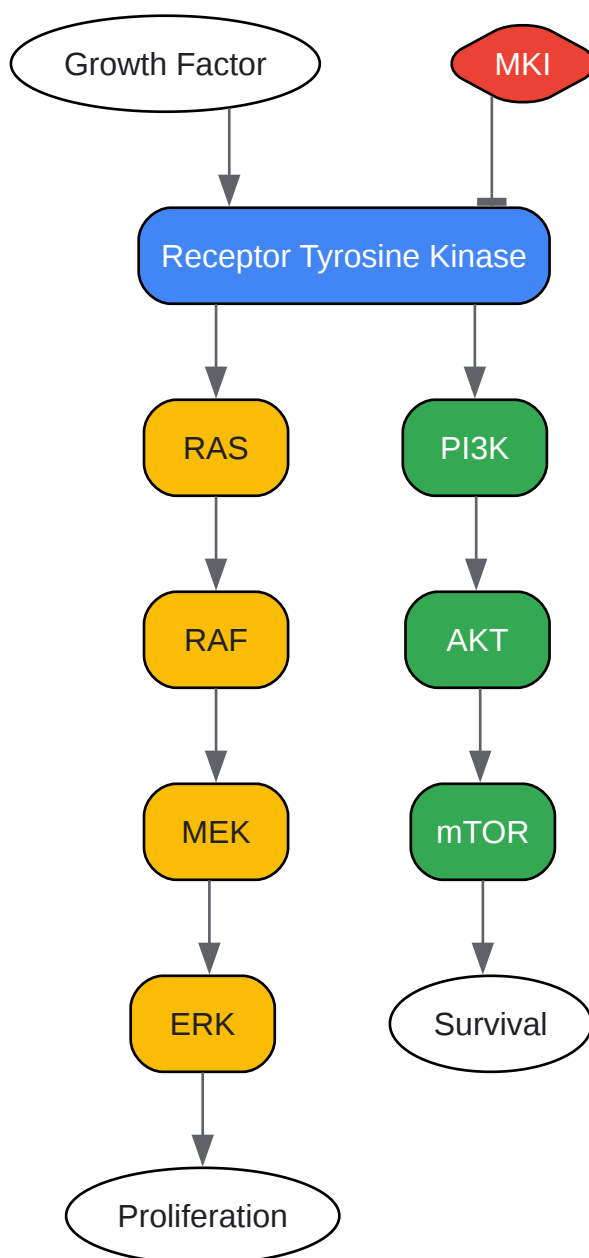 Growth Factor
MKI
Receptor Tyrosine Kinase
RAS
PI3K
RAF
AKT
MEK
mTOR
ERK
Survival
Proliferation